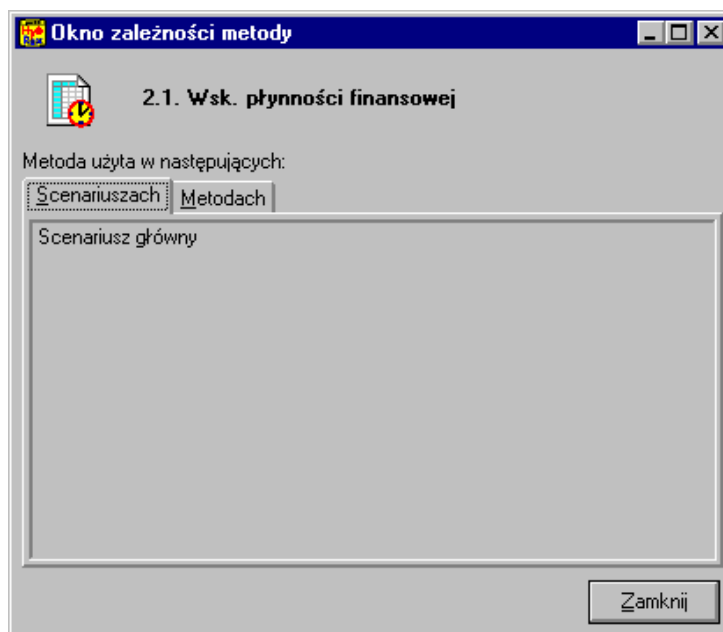 Okno zależności metody
2.1. Wsk. płynności finansowej
Metoda użyta w następujących:
Scenariuszach Metodach
Scenariusz główny
Zamknij